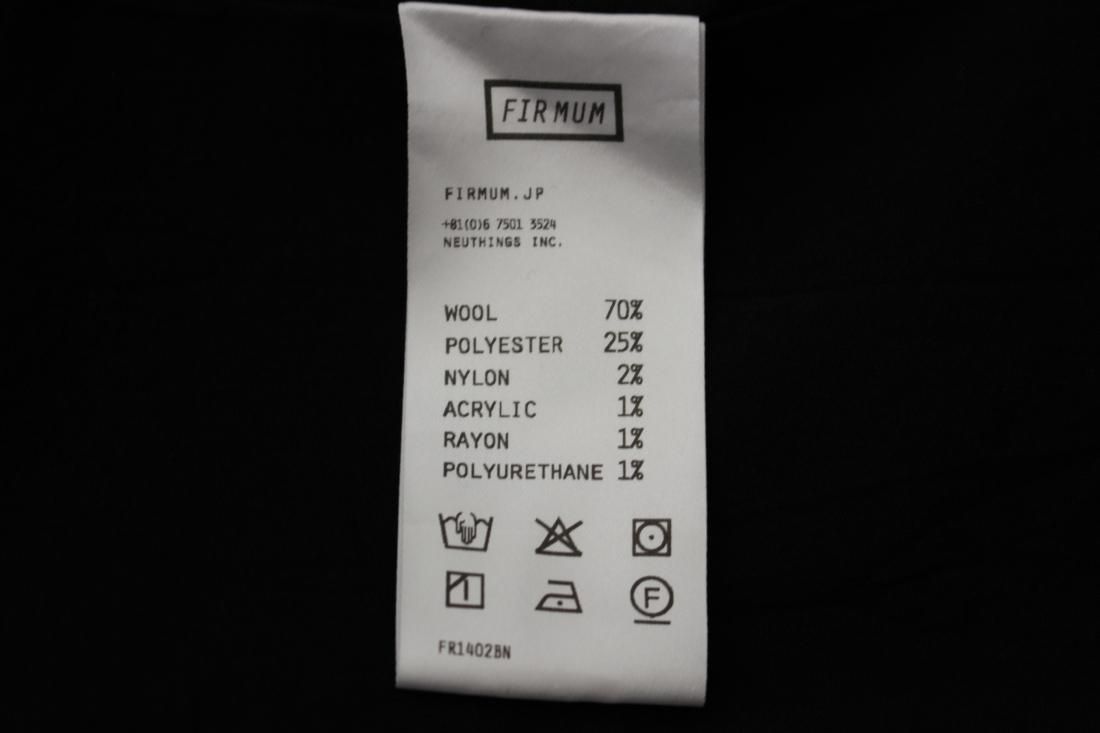 FIRMUM
FIRMUM.JP
+81(0)6 7501 3524
NEUTHINGS INC.
WOOL 70%
POLYESTER 25%
NYLON 2%
ACRYLIC 1%
RAYON 1%
POLYURETHANE 1%
F
FR1402BN